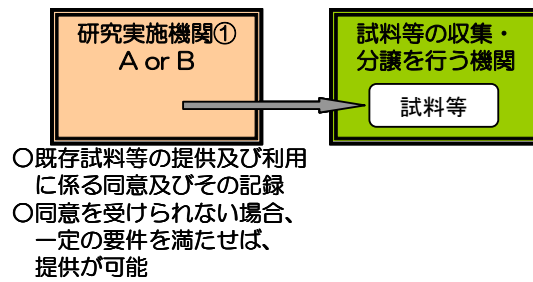 研究実施機関①
A or B
試料等の収集・
分譲を行う機関
試料等
〇既存試料等の提供及び利用
に係る同意及びその記録
〇同意を受けられない場合、
一定の要件を満たせば、
提供が可能